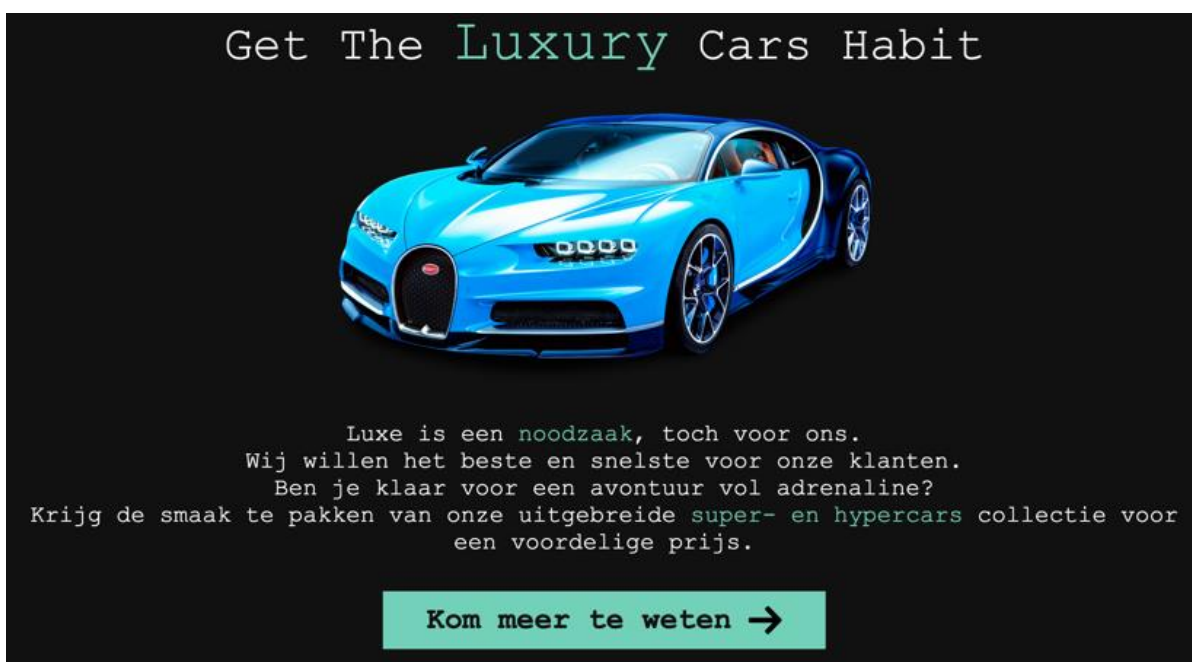 Get The Luxury Cars Habit
Luxe is een noodzaak, toch voor ons.
Wij willen het beste en snelste voor onze klanten.
Ben je klaar voor een avontuur vol adrenaline?
Krijg de smaak te pakken van onze uitgebreide super- en hypercars collectie voor
een voordelige prijs.
Kom meer te weten →